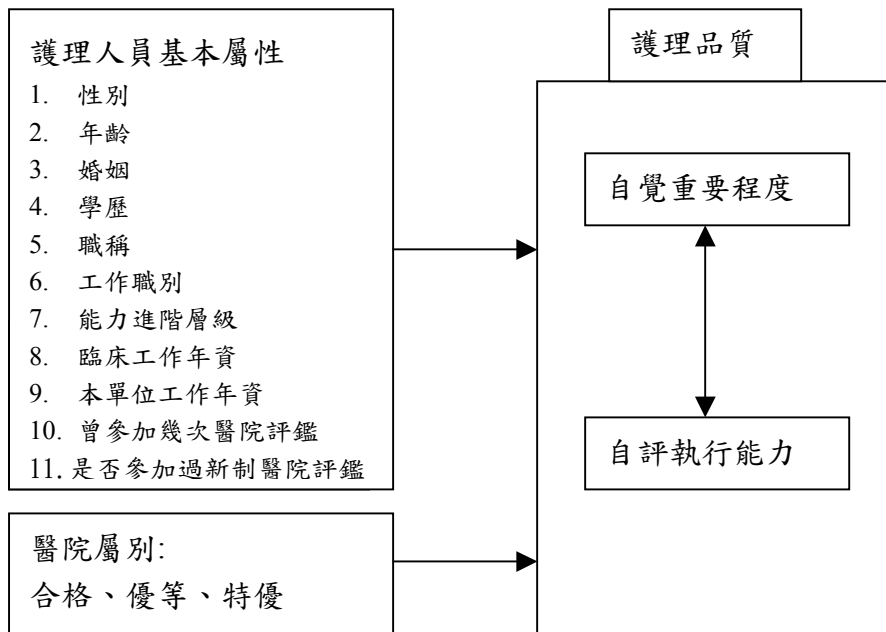 護理人員基本屬性
1. 性別
2. 年齡
3. 婚姻
4. 學歷
5. 職稱
6. 工作職別
7. 能力進階層級
8. 臨床工作年資
9. 本單位工作年資
10. 曾參加幾次醫院評鑑
11. 是否參加過新制醫院評鑑
醫院屬別:
合格、優等、特優
護理品質
自覺重要程度
自評執行能力